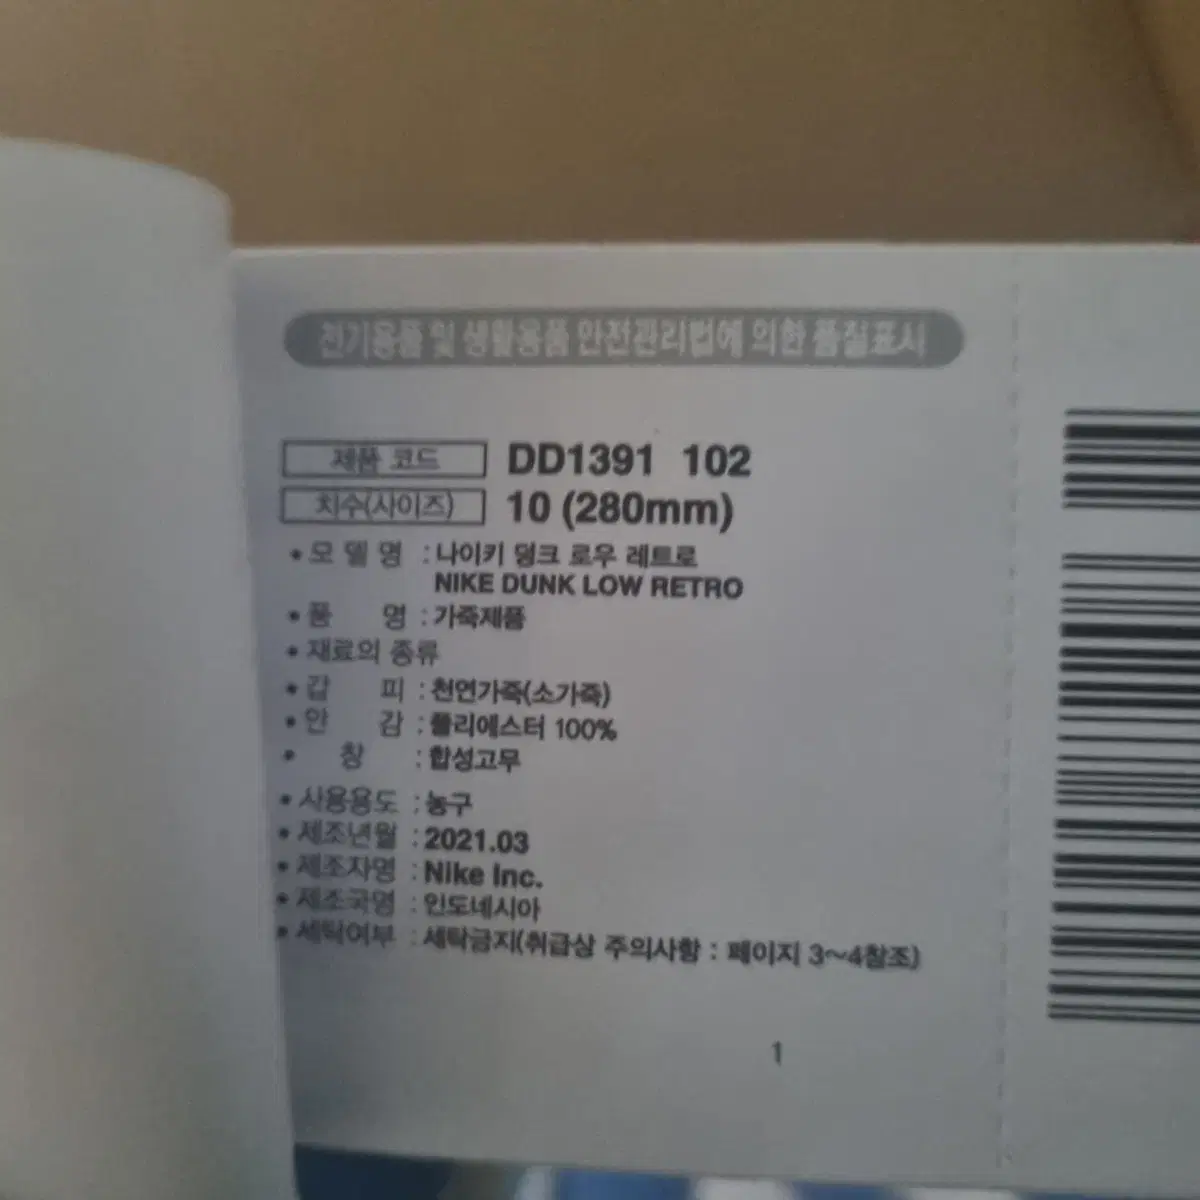 전기용품 및 생활용품 안전관리법에 의한 품질표시
제품 코드 DD1391 102
치수(사이즈) 10 (280mm)
• 모델명 : 나이키 덩크 로우 레트로
NIKE DUNK LOW RETRO
• 품 명 : 가죽제품
• 재료의 종류
• 갑 피 : 천연가죽(소가죽)
• 안 감 : 폴리에스터 100%
• 창 : 합성고무
• 사용용도 : 농구
• 제조년월 : 2021.03
• 제조자명 : Nike Inc.
• 제조국명 : 인도네시아
• 세탁여부 : 세탁금지(취급상 주의사항 : 페이지 3~4참조)
1